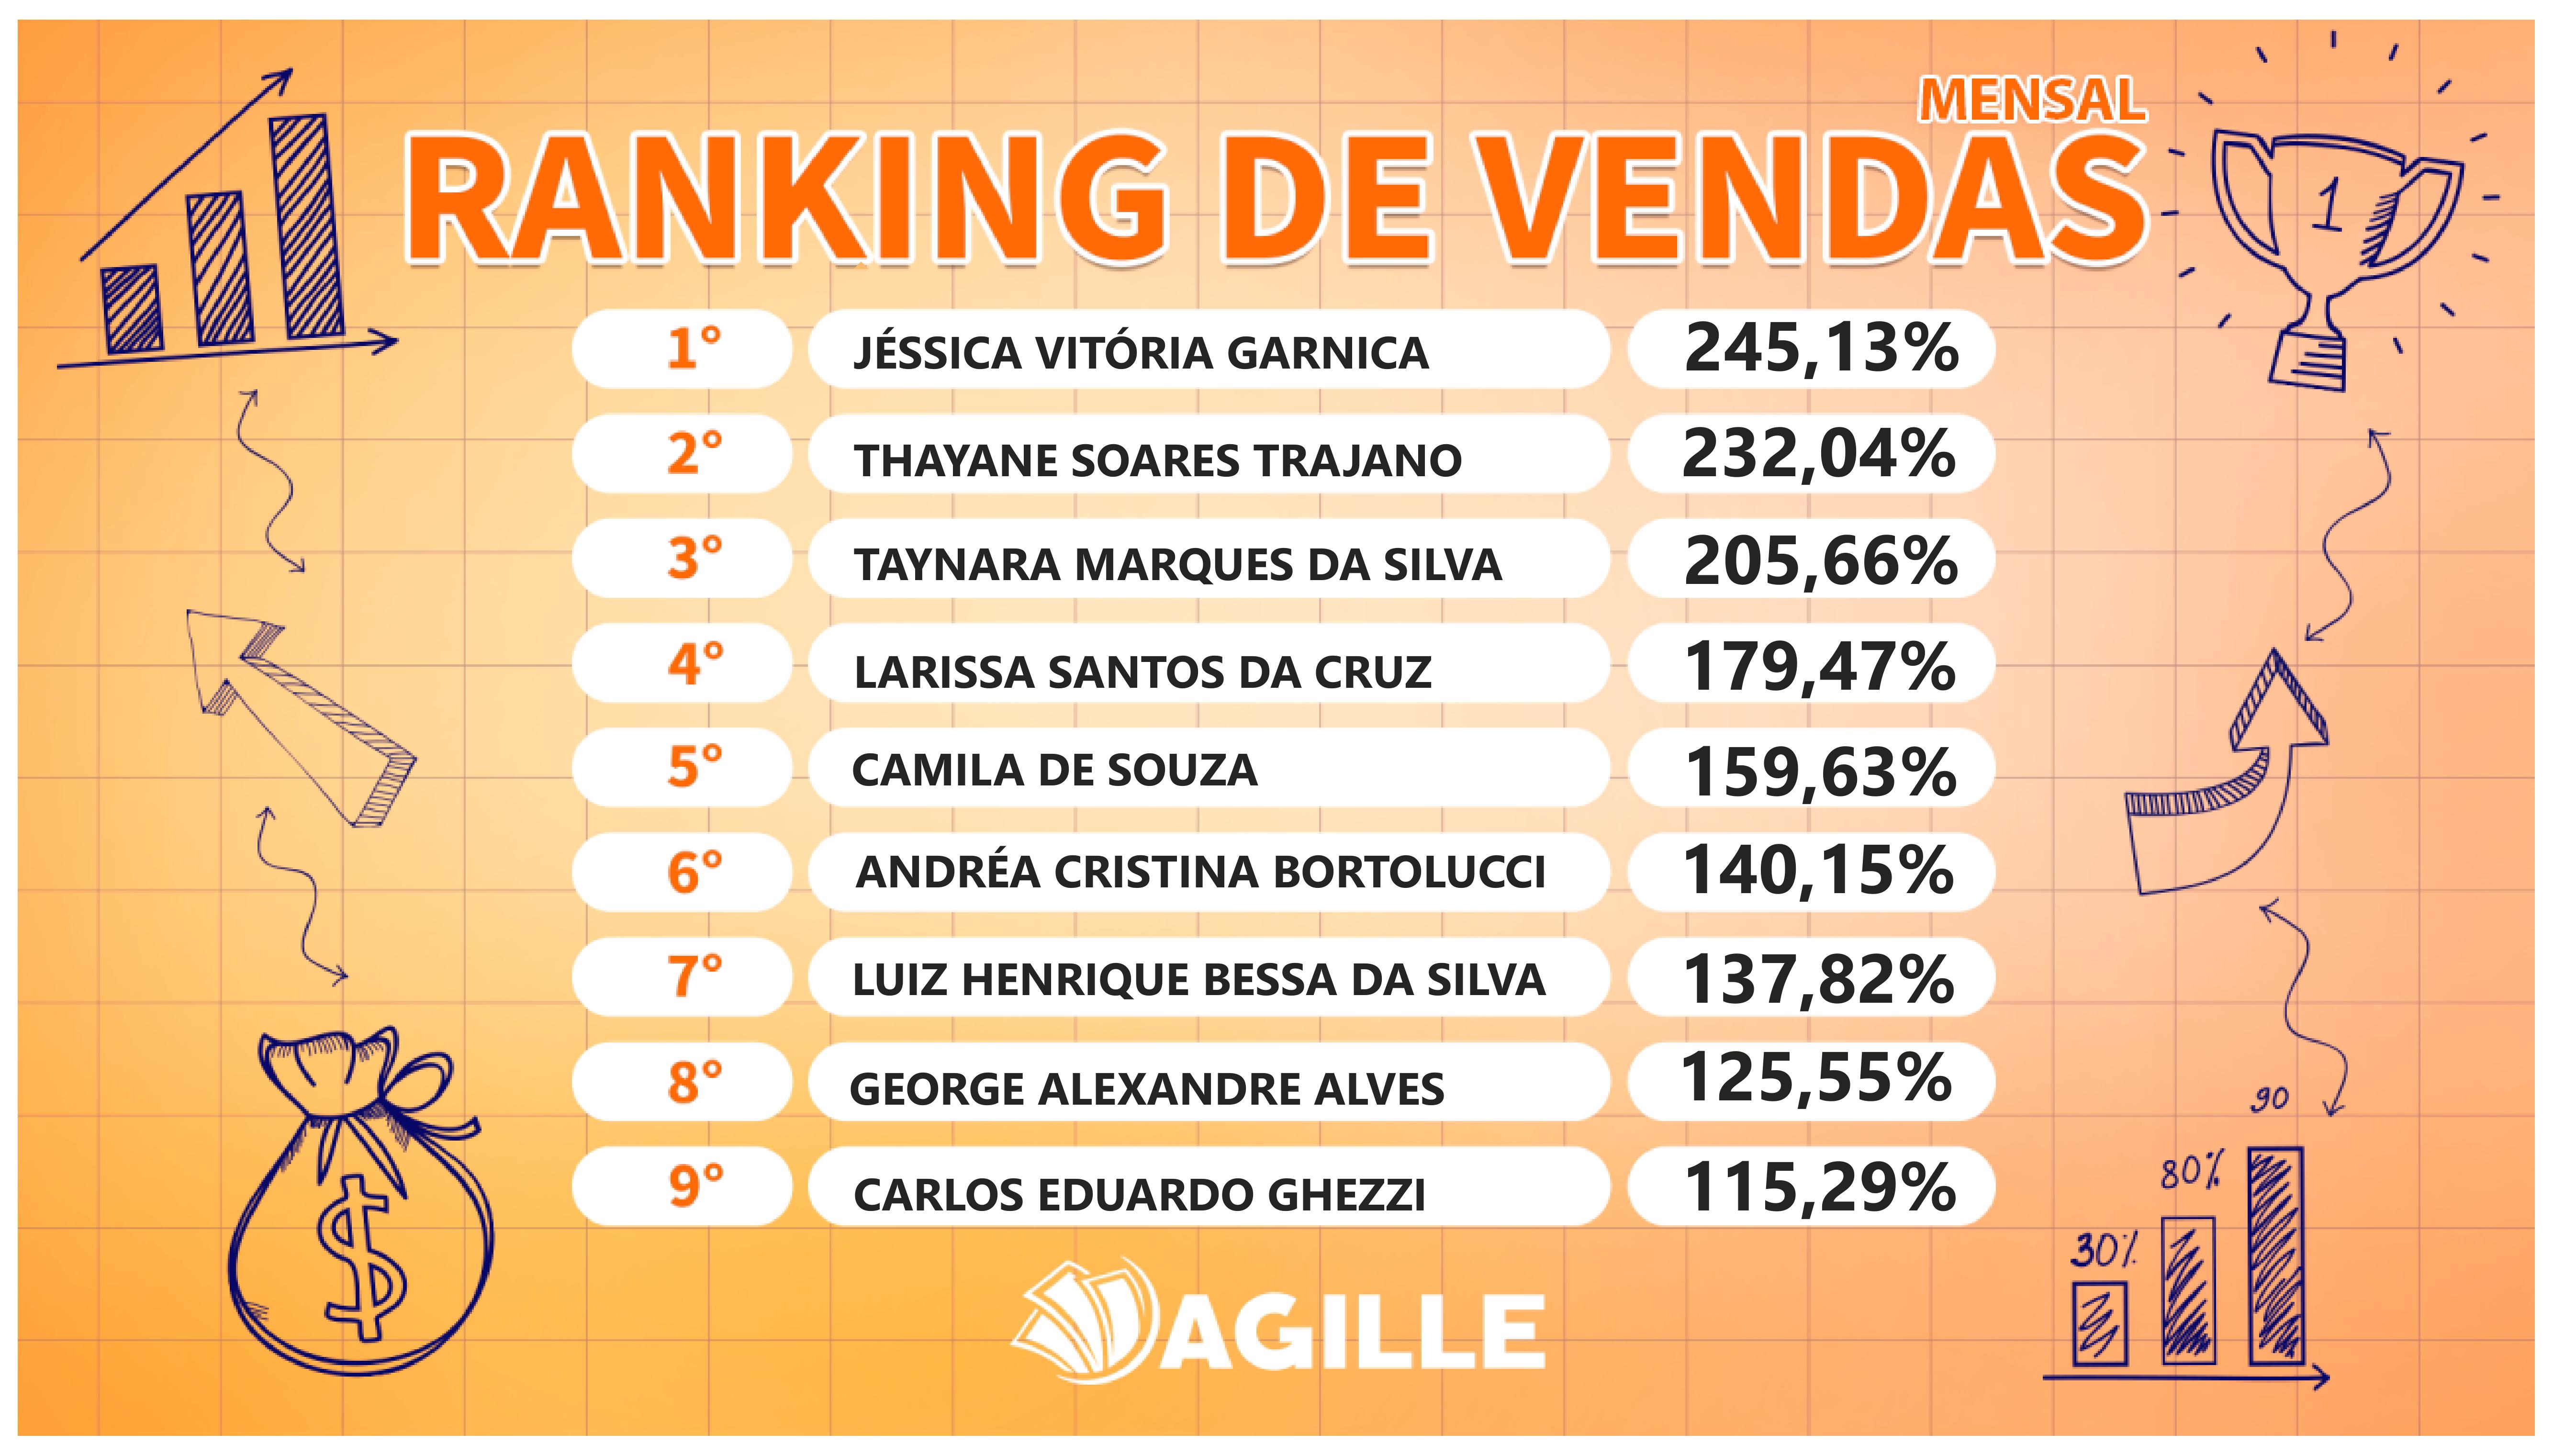 MENSAL
RANKING DE VENDAS
1° JÉSSICA VITÓRIA GARNICA 245,13%
2° THAYANE SOARES TRAJANO 232,04%
3° TAYNARA MARQUES DA SILVA 205,66%
4° LARISSA SANTOS DA CRUZ 179,47%
5° CAMILA DE SOUZA 159,63%
6° ANDRÉA CRISTINA BORTOLUCCI 140,15%
7° LUIZ HENRIQUE BESSA DA SILVA 137,82%
8° GEORGE ALEXANDRE ALVES 125,55%
9° CARLOS EDUARDO GHEZZI 115,29%
AGILLE
1
$
30%
80%
90